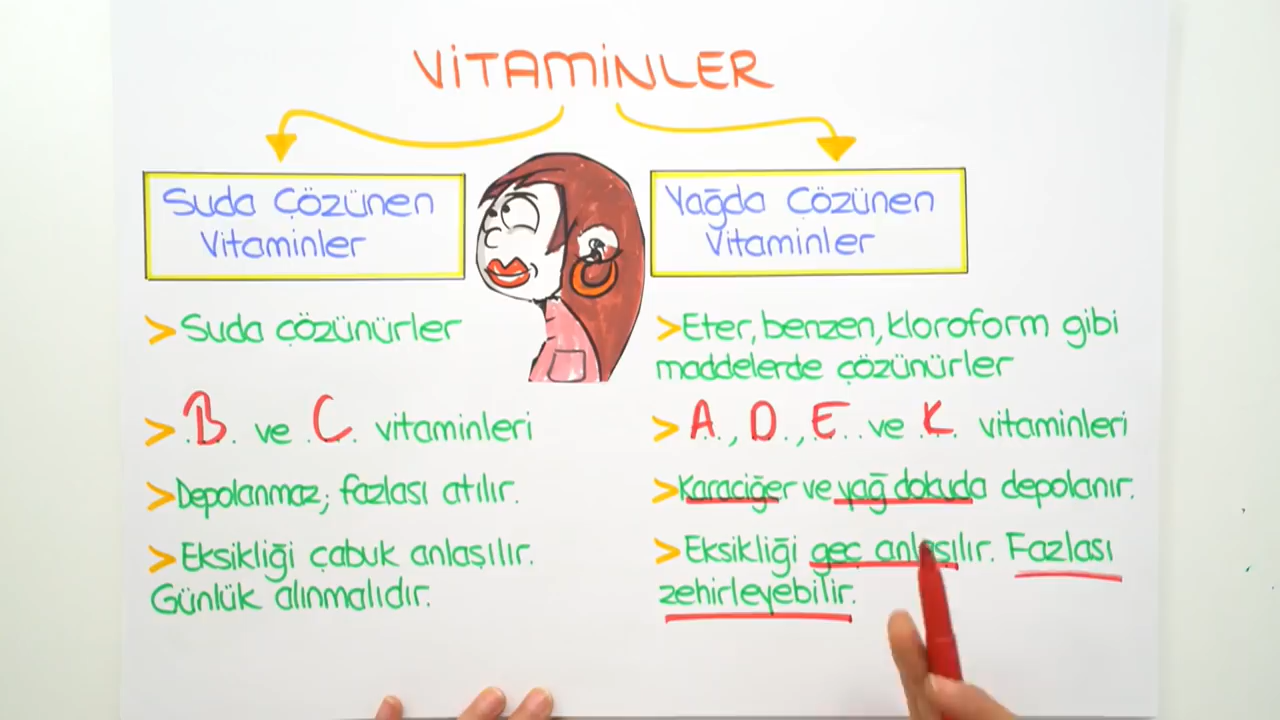 VİTAMİNLER
Suda Çözünen
Vitaminler
> Suda çözünürler
> B ve C vitaminleri
> Depolanmaz; fazlası atılır.
> Eksikliği çabuk anlaşılır.
Günlük alınmalıdır.
Yağda Çözünen
Vitaminler
> Eter, benzen, kloroform gibi
maddelerde çözünürler
> A, D, E ve K vitaminleri
> Karaciğer ve yağ dokuda depolanır.
> Eksikliği geç anlaşılır. Fazlası
zehirleyebilir.